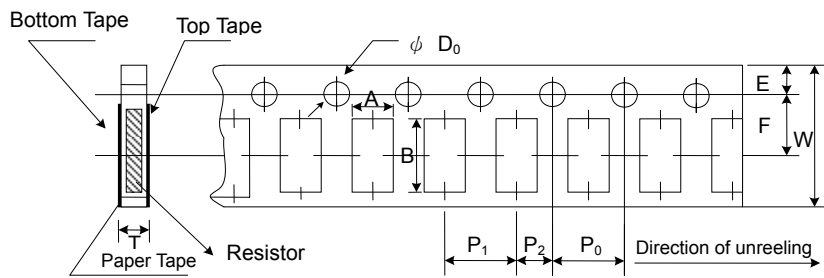 Bottom Tape
Top Tape
ϕ D₀
A
B
E
F
W
T
Paper Tape
Resistor
P₁
P₂
P₀
Direction of unreeling